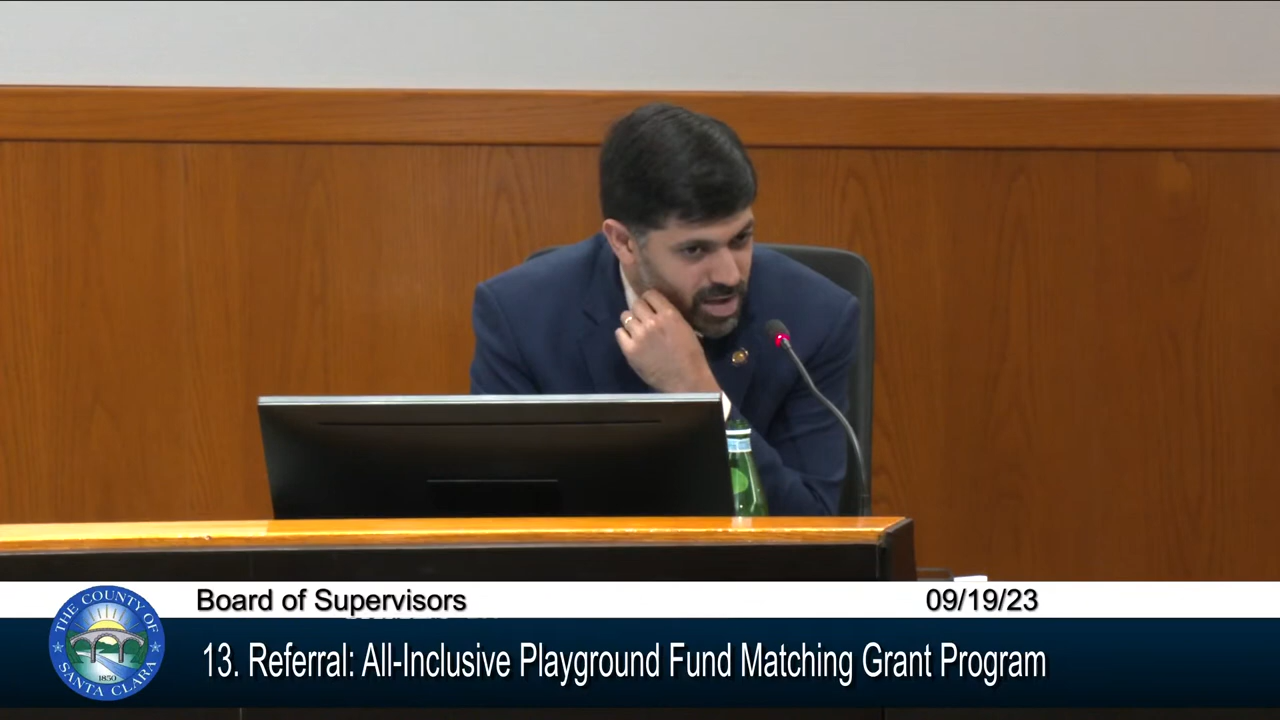 Board of Supervisors
09/19/23
THE COUNTY OF
SANTA CLARA
1850
13. Referral: All-Inclusive Playground Fund Matching Grant Program